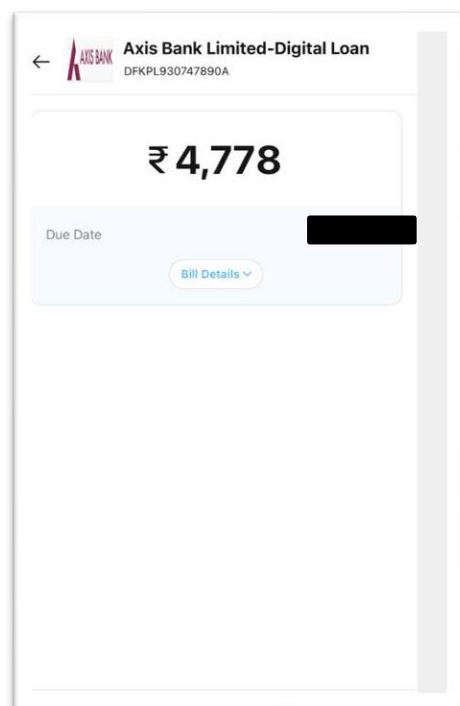 AXIS BANK
Axis Bank Limited-Digital Loan
DFKPL930747890A
₹ 4,778
Due Date
Bill Details